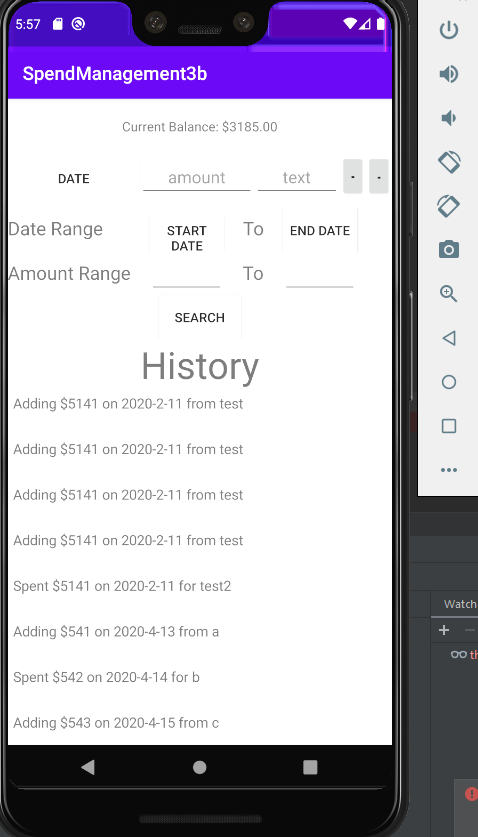 5:57
SpendManagement3b
Current Balance: $3185.00
DATE amount text - -
Date Range START DATE To END DATE
Amount Range To
SEARCH
History
Adding $5141 on 2020-2-11 from test
Adding $5141 on 2020-2-11 from test
Adding $5141 on 2020-2-11 from test
Adding $5141 on 2020-2-11 from test
Spent $5141 on 2020-2-11 for test2
Adding $541 on 2020-4-13 from a
Spent $542 on 2020-4-14 for b
Adding $543 on 2020-4-15 from c
Watch